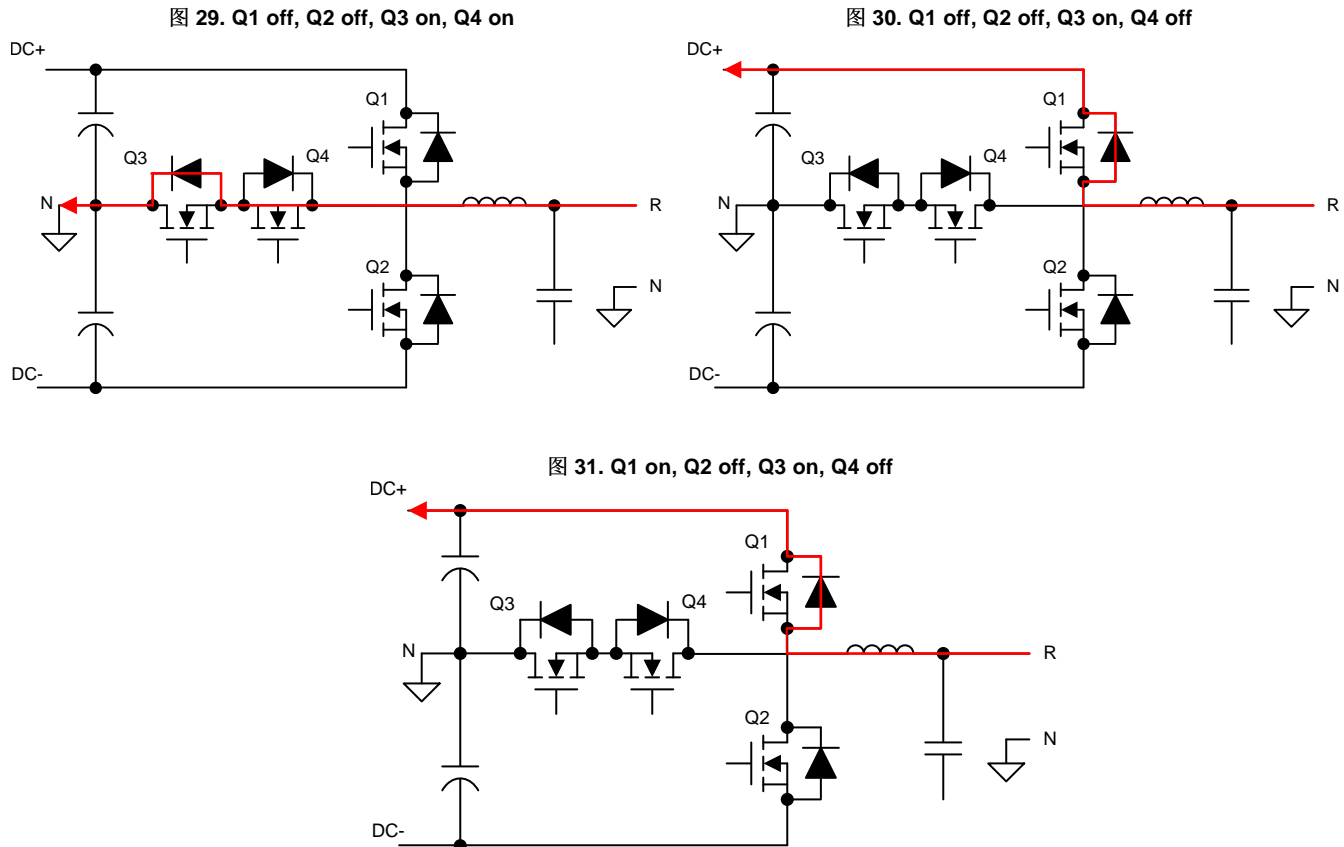 图 29. Q1 off, Q2 off, Q3 on, Q4 on
DC+
Q1
Q3
Q4
N
R
Q2
N
DC-
图 30. Q1 off, Q2 off, Q3 on, Q4 off
DC+
Q1
Q3
Q4
N
R
Q2
N
DC-
图 31. Q1 on, Q2 off, Q3 on, Q4 off
DC+
Q1
Q3
Q4
N
R
Q2
N
DC-